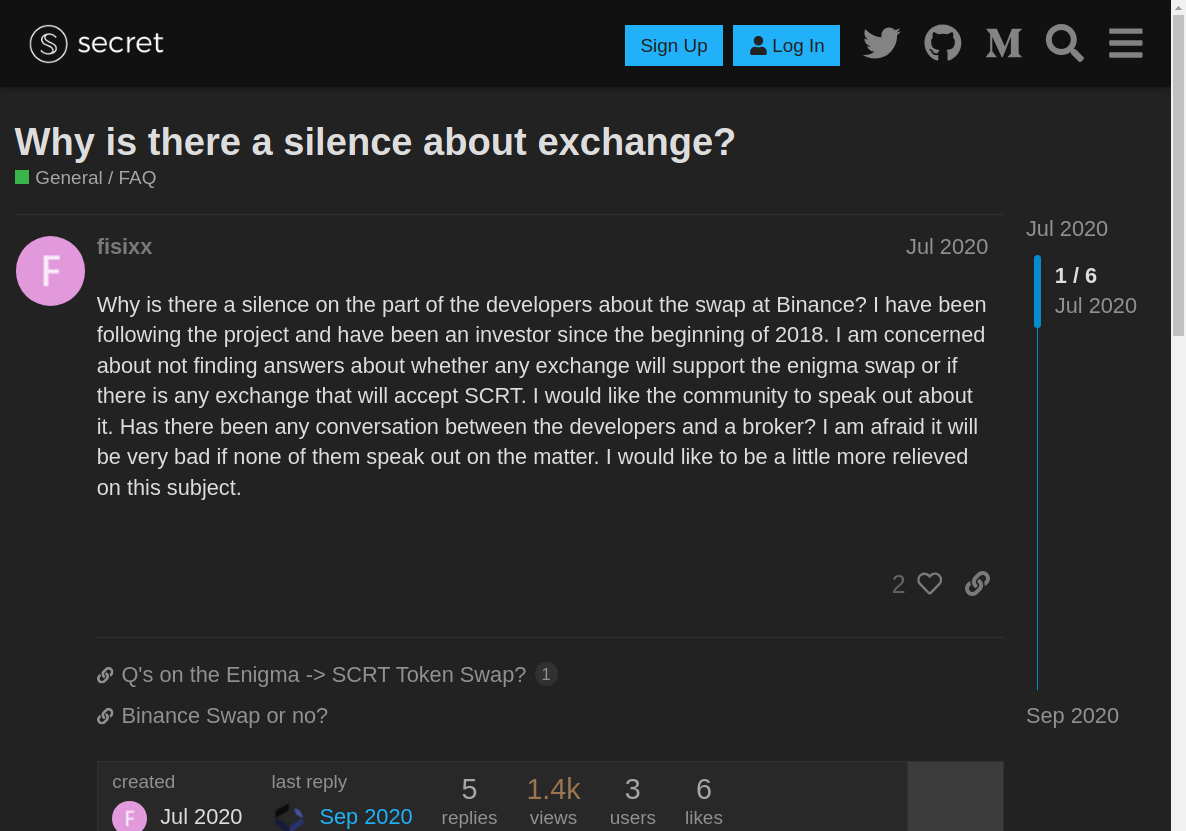 secret
Sign Up
Log In
Why is there a silence about exchange?
General / FAQ
fisixx
Jul 2020
Why is there a silence on the part of the developers about the swap at Binance? I have been
following the project and have been an investor since the beginning of 2018. I am concerned
about not finding answers about whether any exchange will support the enigma swap or if
there is any exchange that will accept SCRT. I would like the community to speak out about
it. Has there been any conversation between the developers and a broker? I am afraid it will
be very bad if none of them speak out on the matter. I would like to be a little more relieved
on this subject.
2
Q's on the Enigma -> SCRT Token Swap? 1
Binance Swap or no?
created
F Jul 2020
last reply
Sep 2020
5
replies
1.4k
views
3
users
6
likes
Jul 2020
1 / 6
Jul 2020
Sep 2020
F